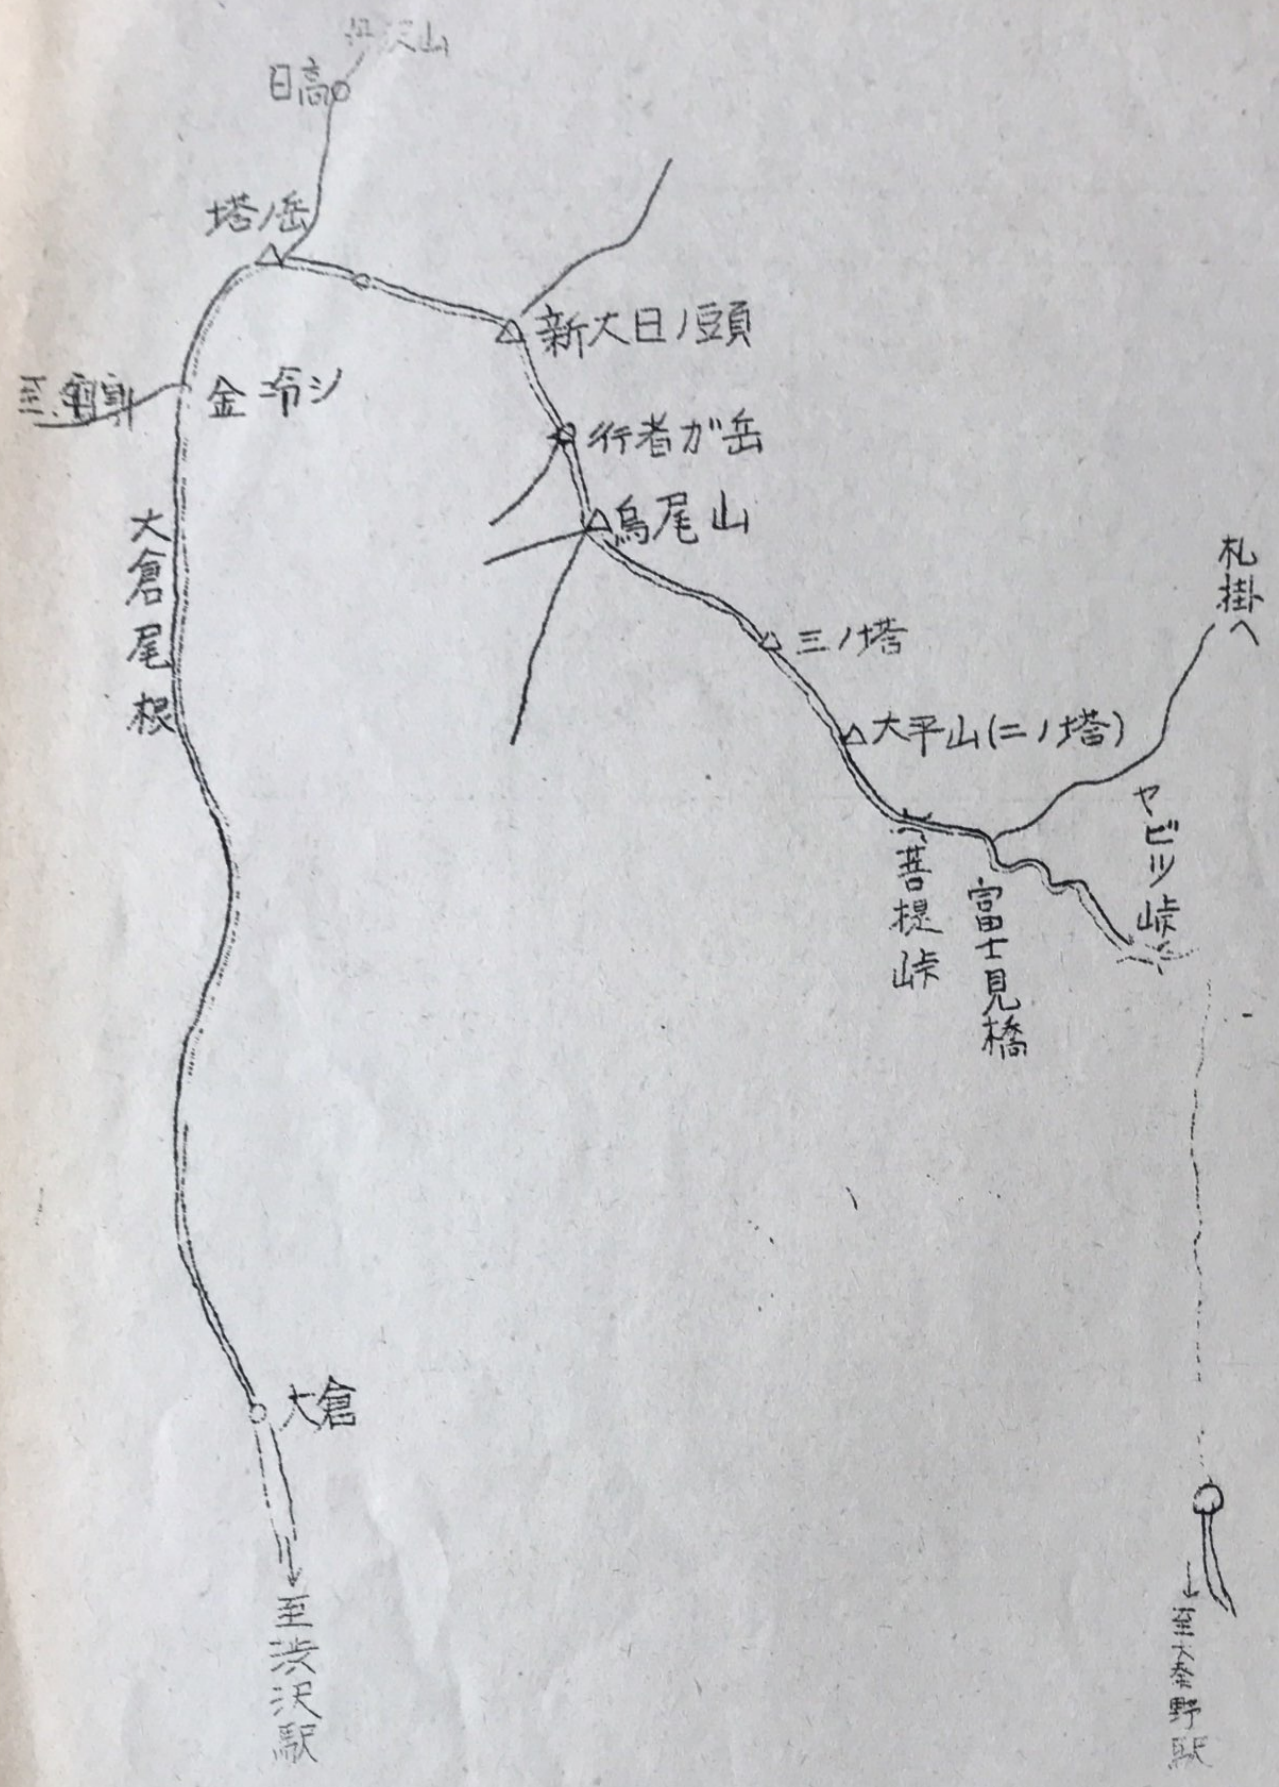 丹沢山
日高
塔ノ岳
新大日ノ頭
金冷シ
行者が岳
烏尾山
大倉尾根
札掛へ
三ノ塔
大平山(二ノ塔)
ヤビツ峠
菩提峠
富士見橋
大倉
至渋沢駅
至大秦野駅